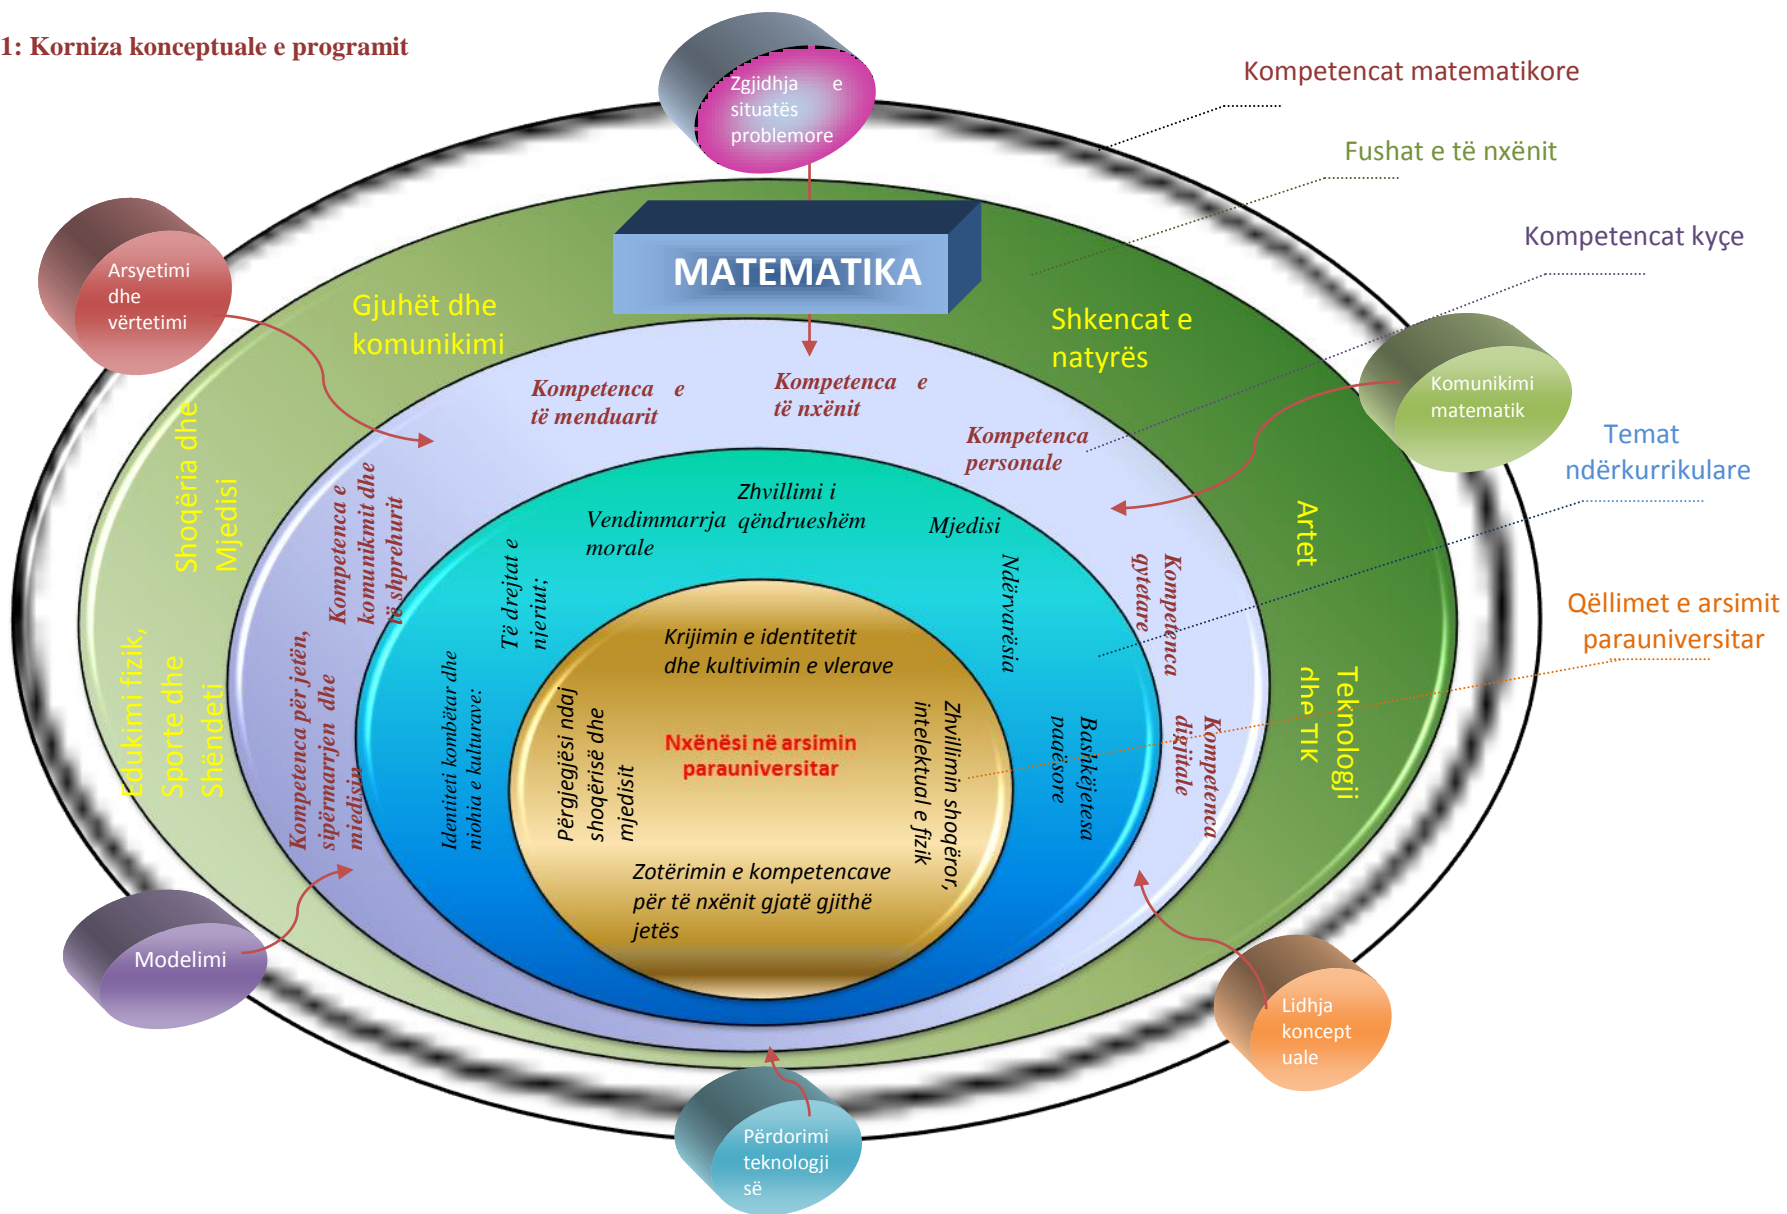 1: Korniza konceptuale e programit
Zgjidhja e
situatës
problemore
Kompetencat matematikore
Fushat e të nxënit
Kompetencat kyçe
Temat
ndërkurrikulare
Qëllimet e arsimit
parauniversitar
Arsyetimi
dhe
vërtetimi
MATEMATIKA
Gjuhët dhe
komunikimi
Shkencat e
natyrës
Komunikimi
matematik
Shoqëria dhe
Mjedisi
Edukimi fizik,
Sporte dhe
Shëndeti
Artet
Teknologji
dhe TIK
Kompetenca e
të menduarit
Kompetenca e
të nxënit
Kompetenca
personale
Kompetenca e
komunikmit dhe
të shprehurit
Kompetenca për jetën,
sipërmarrjen dhe
mjedisin
Kompetenca
qytetare
Kompetenca
digjitale
Vendimmarrja
morale
Zhvillimi i
qëndrueshëm
Mjedisi
Të drejtat e
njeriut;
Ndërvarësia
Identiteti kombëtar dhe
njohja e kulturave:
Bashkëjetesa
paqësore
Krijimin e identitetit
dhe kultivimin e vlerave
Përgjegjësi ndaj
shoqërisë dhe
mjedisit
Nxënësi në arsimin
parauniversitar
Zhvillimin shoqëror,
intelektual e fizik
Zotërimin e kompetencave
për të nxënit gjatë gjithë
jetës
Modelimi
Lidhja
koncept
uale
Përdorimi
teknologji
së